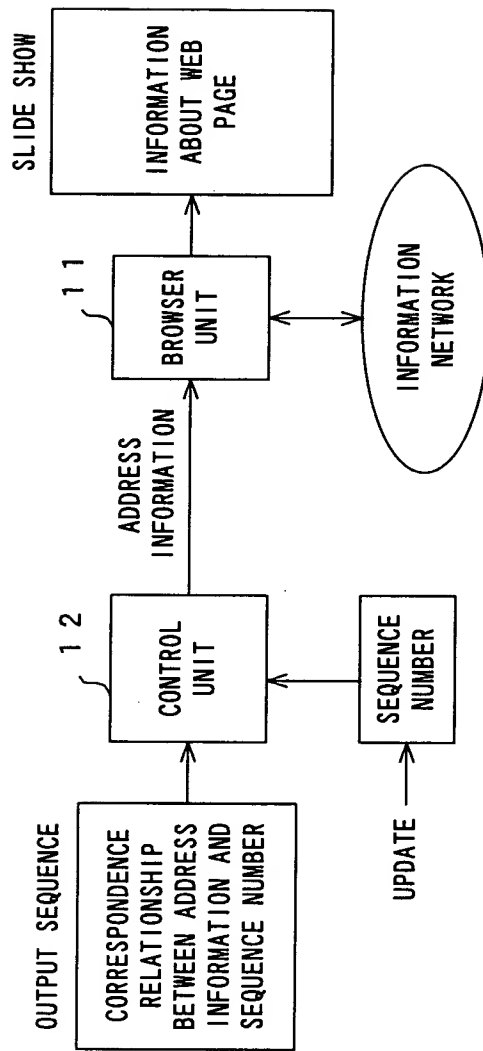 OUTPUT SEQUENCE
CORRESPONDENCE
RELATIONSHIP
BETWEEN ADDRESS
INFORMATION AND
SEQUENCE NUMBER
12
CONTROL
UNIT
UPDATE
SEQUENCE
NUMBER
ADDRESS
INFORMATION
11
BROWSER
UNIT
INFORMATION
NETWORK
SLIDE SHOW
INFORMATION
ABOUT WEB
PAGE